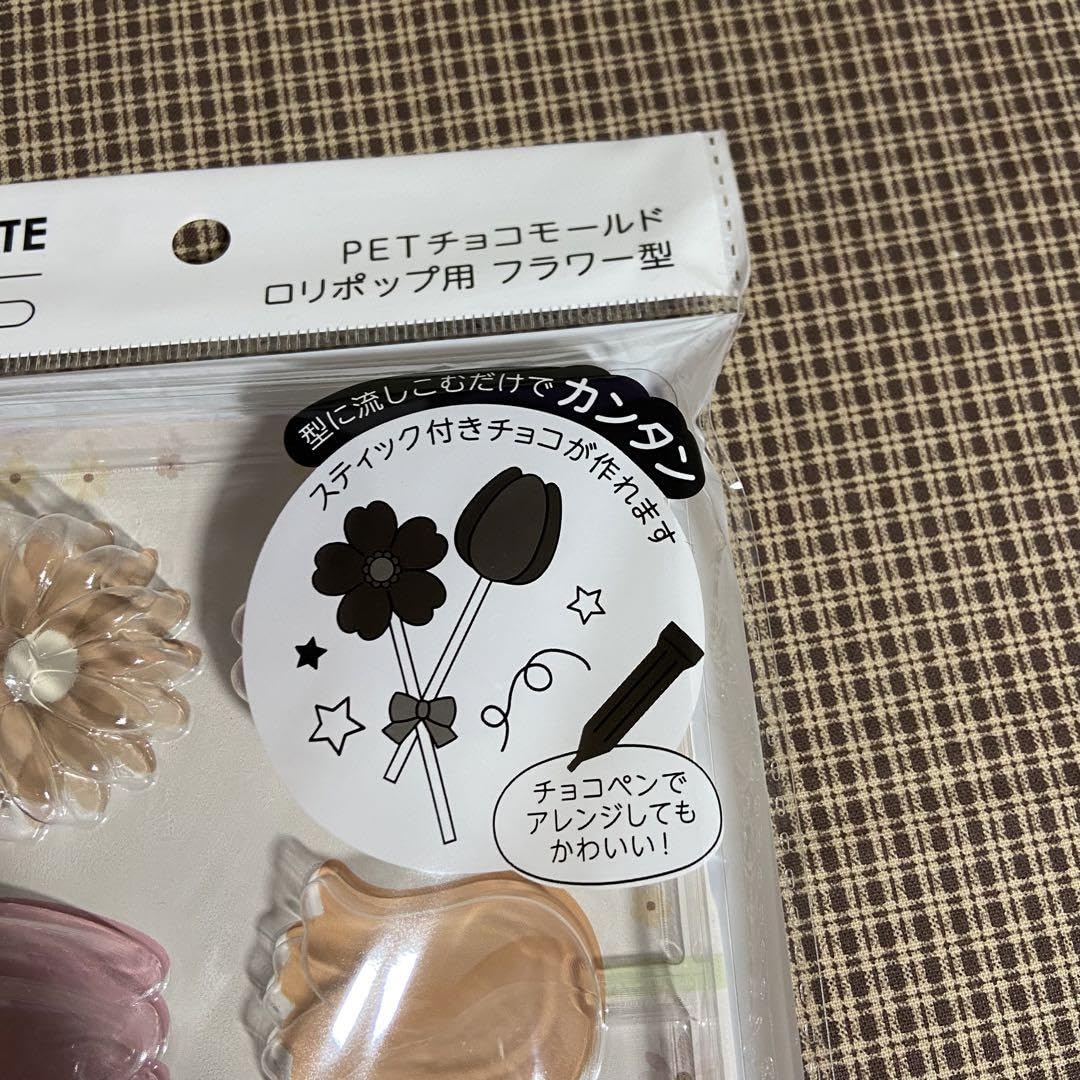 TE
PETチョコモールド
ロリポップ用 フラワー型
型に流しこむだけでカンタン
スティック付きチョコが作れます
チョコペンで
アレンジしても
かわいい!